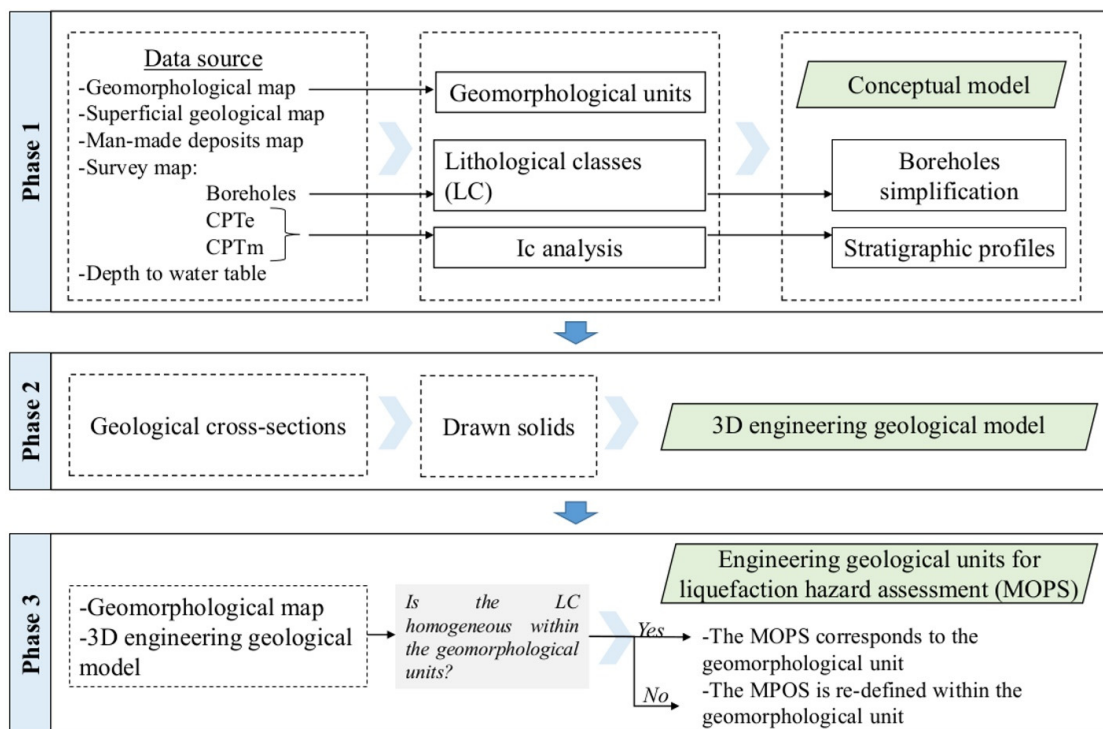 Phase 1
Data source
-Geomorphological map
-Superficial geological map
-Man-made deposits map
-Survey map:
Boreholes
CPTe
CPTm
-Depth to water table
Geomorphological units
Lithological classes
(LC)
Ic analysis
Conceptual model
Boreholes
simplification
Stratigraphic profiles
Phase 2
Geological cross-sections
Drawn solids
3D engineering geological model
Phase 3
-Geomorphological map
-3D engineering geological
model
Is the LC
homogeneous within
the geomorphological
units?
Yes
No
Engineering geological units for
liquefaction hazard assessment (MOPS)
-The MOPS corresponds to the
geomorphological unit
-The MPOS is re-defined within the
geomorphological unit